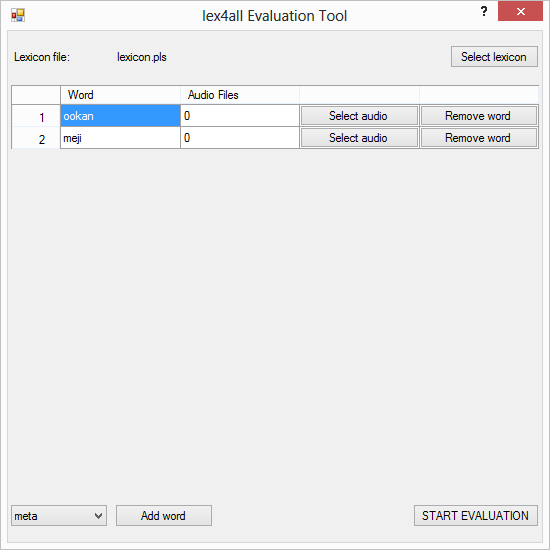 lex4all Evaluation Tool ?
Lexicon file: lexicon.pls Select lexicon
Word Audio Files
1 ookan 0 Select audio Remove word
2 meji 0 Select audio Remove word
meta Add word START EVALUATION